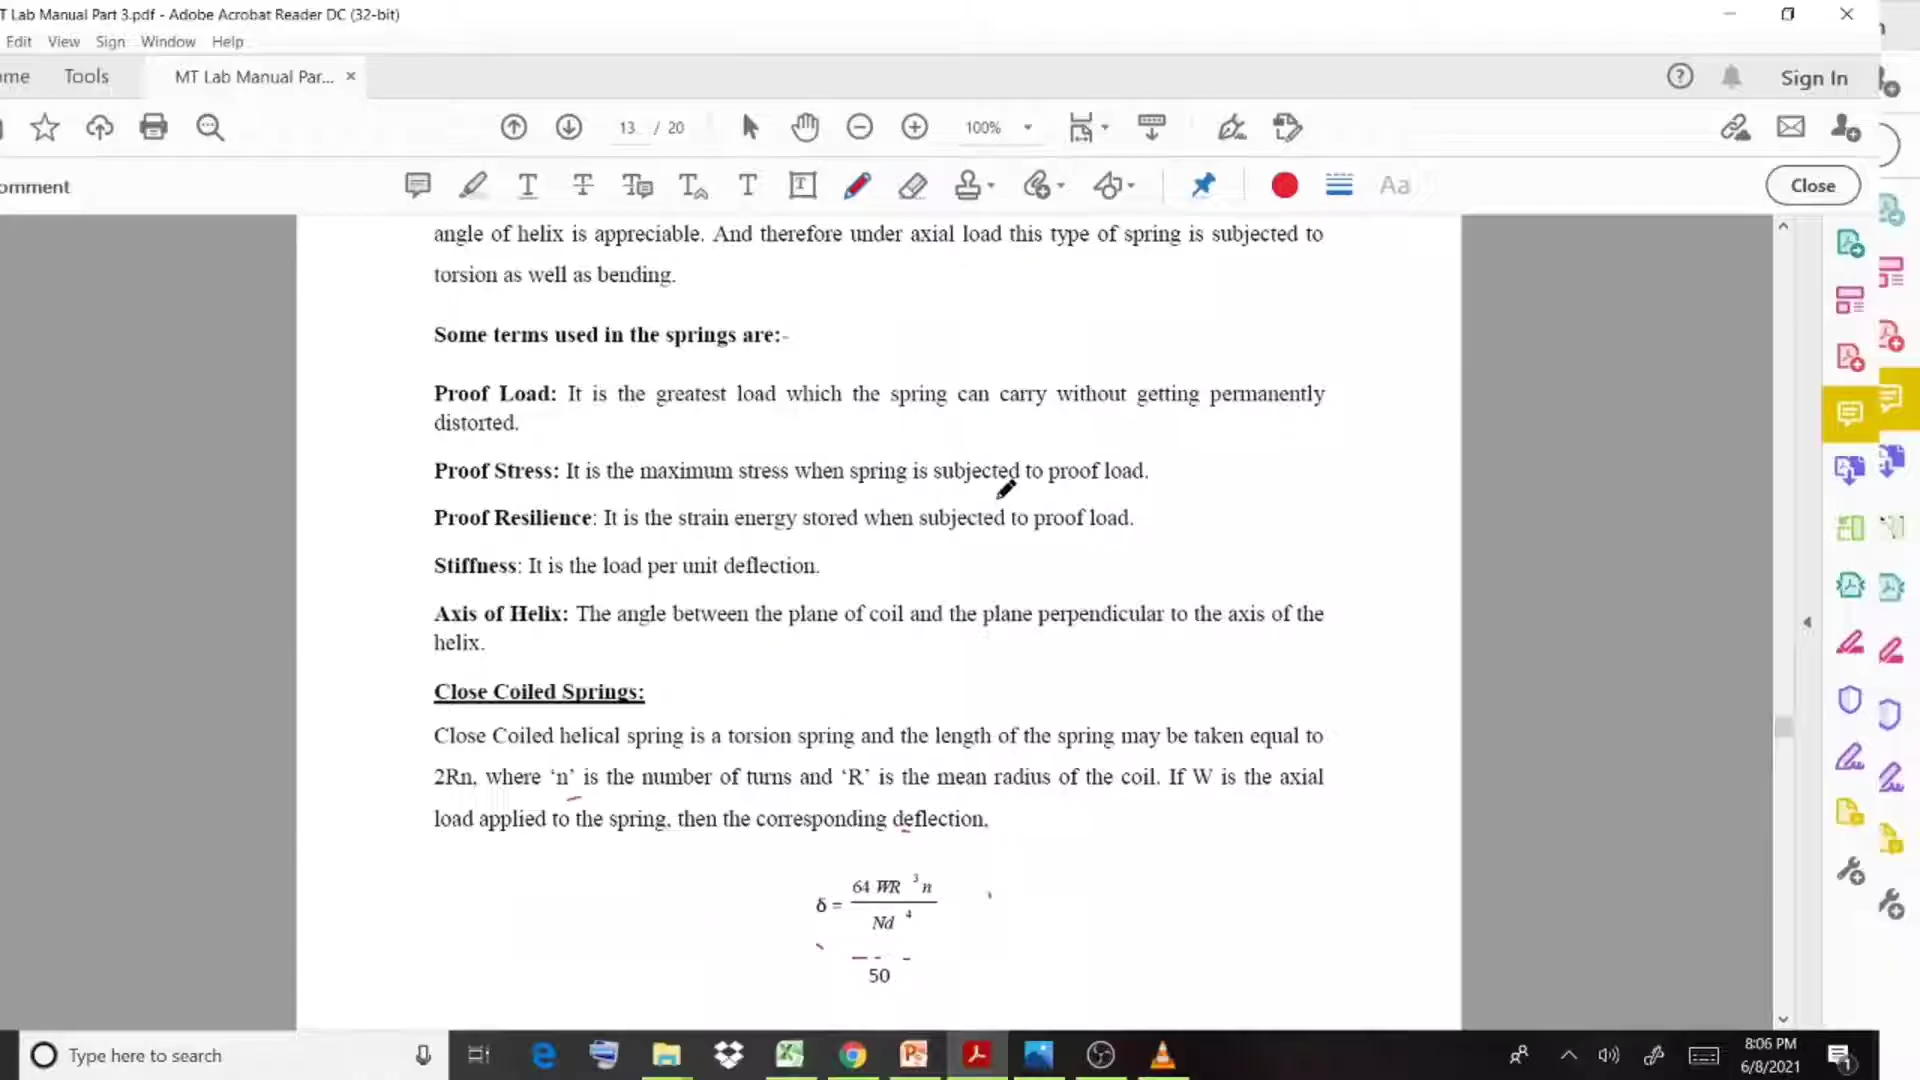 T Lab Manual Part 3.pdf - Adobe Acrobat Reader DC (32-bit)
Edit View Sign Window Help
ome Tools MT Lab Manual Par... × Sign In
13 / 20 100%
omment Aa Close
angle of helix is appreciable. And therefore under axial load this type of spring is subjected to
torsion as well as bending.
Some terms used in the springs are:-
Proof Load: It is the greatest load which the spring can carry without getting permanently
distorted.
Proof Stress: It is the maximum stress when spring is subjected to proof load.
Proof Resilience: It is the strain energy stored when subjected to proof load.
Stiffness: It is the load per unit deflection.
Axis of Helix: The angle between the plane of coil and the plane perpendicular to the axis of the
helix.
Close Coiled Springs:
Close Coiled helical spring is a torsion spring and the length of the spring may be taken equal to
2Rn, where ‘n’ is the number of turns and ‘R’ is the mean radius of the coil. If W is the axial
load applied to the spring, then the corresponding deflection,
δ = 64 WR³n / Nd⁴
50
Type here to search
8:06 PM
6/8/2021